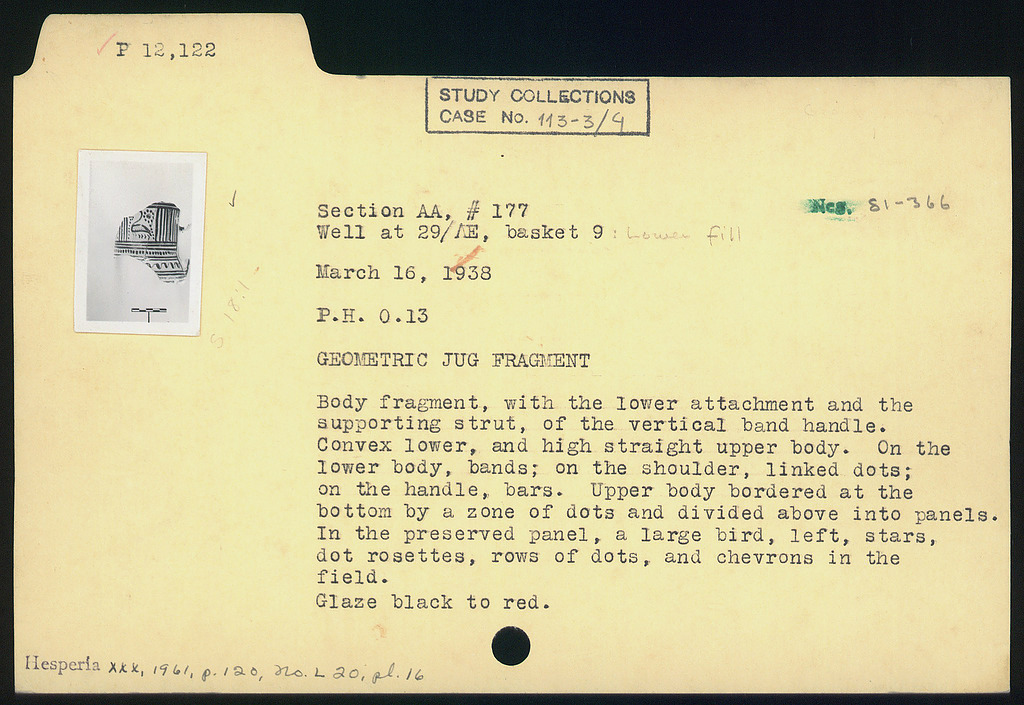 P 12,122
STUDY COLLECTIONS
CASE No. 113-3/9
Section AA, # 177
Well at 29/ΛΕ, basket 9 : Lower fill
Neg. 81-366
March 16, 1938
P.H. 0.13
S 18:1
GEOMETRIC JUG FRAGMENT
Body fragment, with the lower attachment and the
supporting strut, of the vertical band handle.
Convex lower, and high straight upper body. On the
lower body, bands; on the shoulder, linked dots;
on the handle, bars. Upper body bordered at the
bottom by a zone of dots and divided above into panels.
In the preserved panel, a large bird, left, stars,
dot rosettes, rows of dots, and chevrons in the
field.
Glaze black to red.
Hesperia XXX, 1961, p. 120, no. L 20, pl. 16